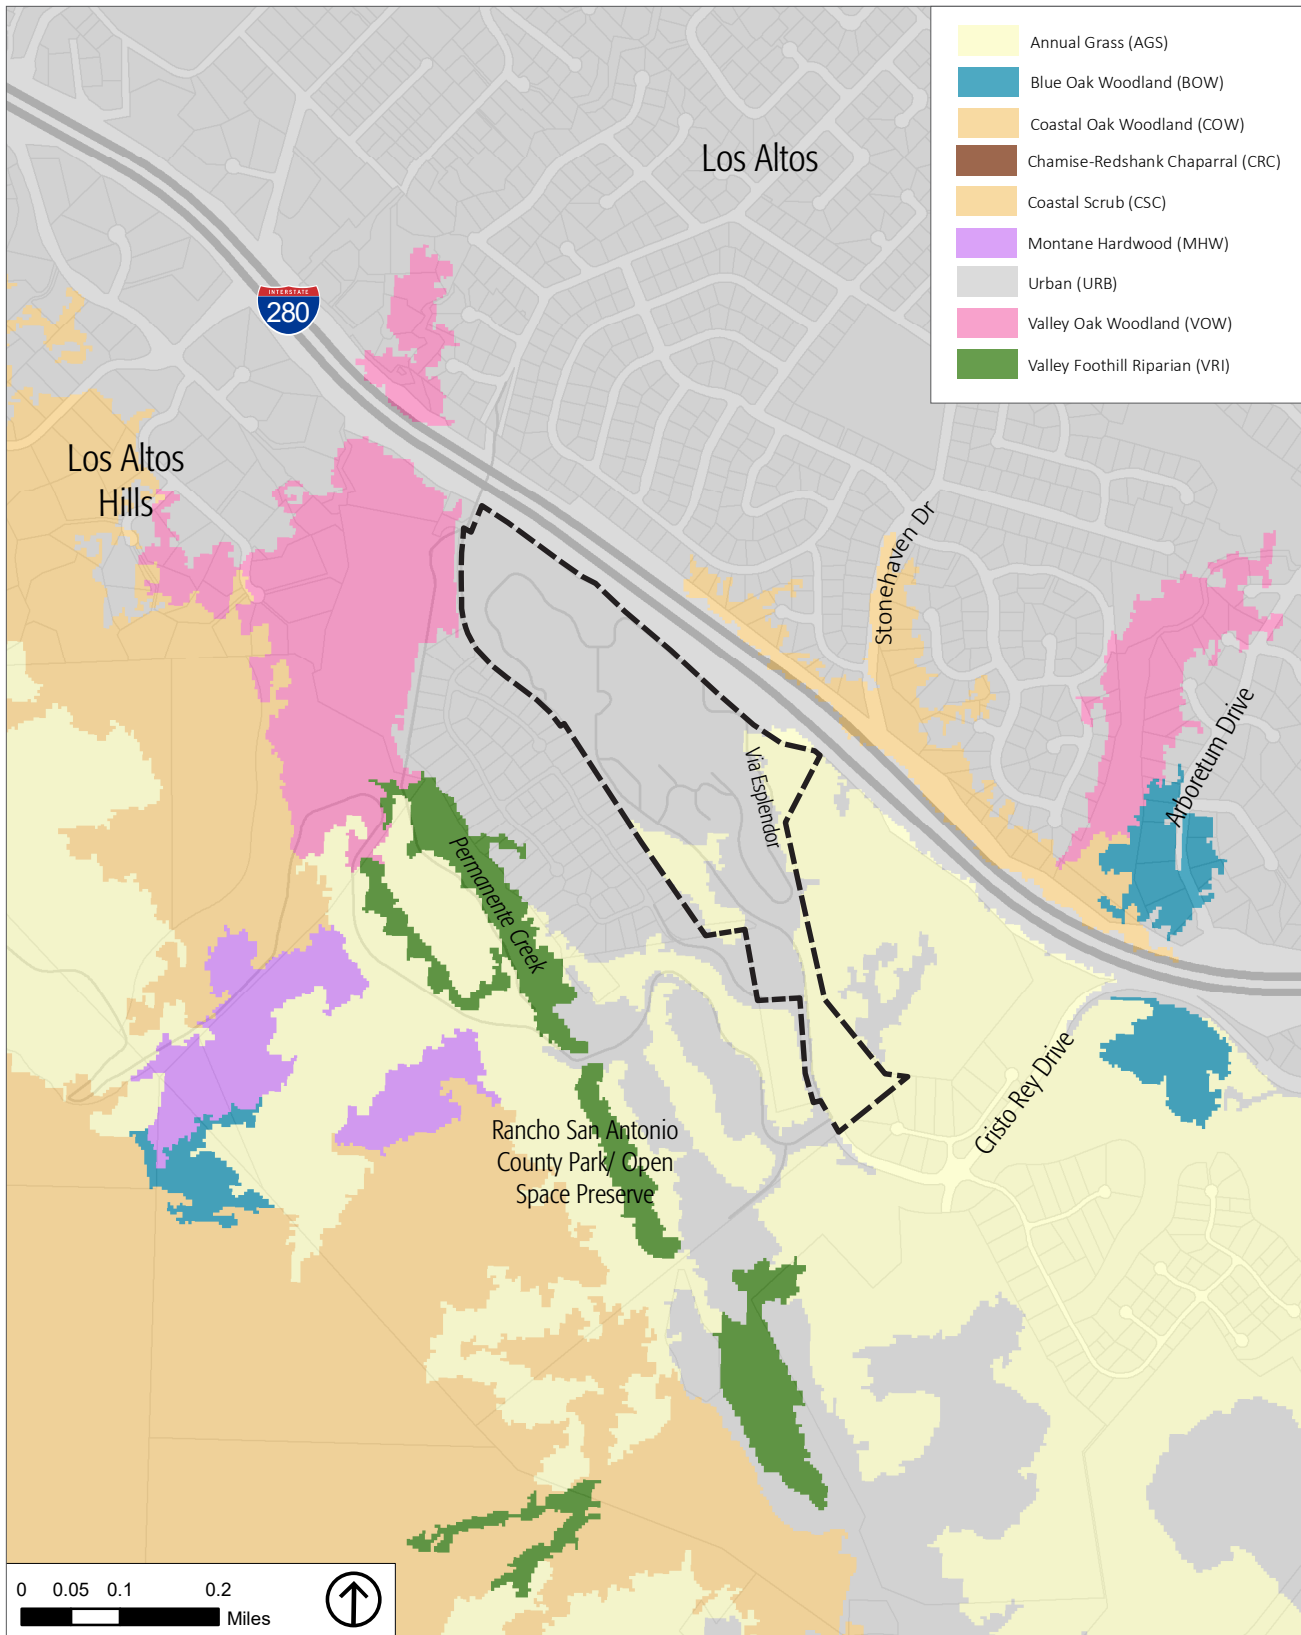 Annual Grass (AGS)
Blue Oak Woodland (BOW)
Coastal Oak Woodland (COW)
Chamise-Redshank Chaparral (CRC)
Coastal Scrub (CSC)
Montane Hardwood (MHW)
Urban (URB)
Valley Oak Woodland (VOW)
Valley Foothill Riparian (VRI)
Los Altos
INTERSTATE
280
Los Altos
Hills
Stonehaven Dr
Arboretum Drive
Via Esplendor
Permanente Creek
Cristo Rey Drive
Rancho San Antonio
County Park/ Open
Space Preserve
0 0.05 0.1 0.2
Miles